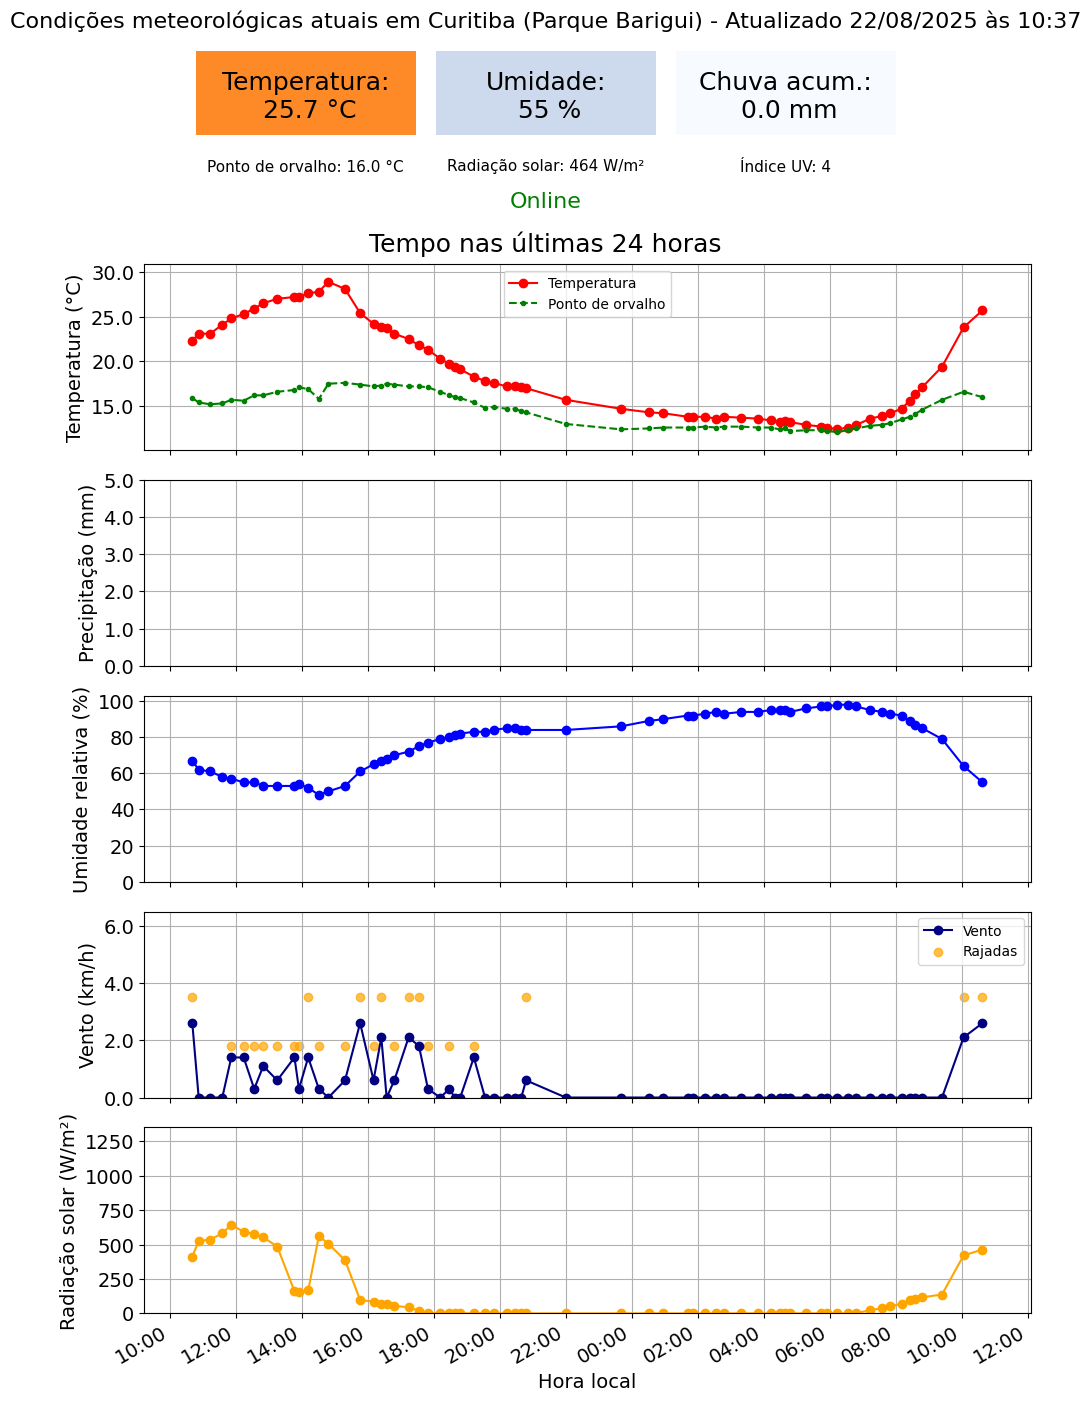 Condições meteorológicas atuais em Curitiba (Parque Barigui) - Atualizado 22/08/2025 às 10:37
Temperatura:
25.7 °C
Umidade:
55 %
Chuva acum.:
0.0 mm
Ponto de orvalho: 16.0 °C
Radiação solar: 464 W/m²
Índice UV: 4
Online
Tempo nas últimas 24 horas
Temperatura (°C)
30.0
25.0
20.0
15.0
Temperatura
Ponto de orvalho
Precipitação (mm)
5.0
4.0
3.0
2.0
1.0
0.0
Umidade relativa (%)
100
80
60
40
20
0
Vento (km/h)
6.0
4.0
2.0
0.0
Vento
Rajadas
Radiação solar (W/m²)
1250
1000
750
500
250
0
10:00
12:00
14:00
16:00
18:00
20:00
22:00
00:00
02:00
04:00
06:00
08:00
10:00
12:00
Hora local